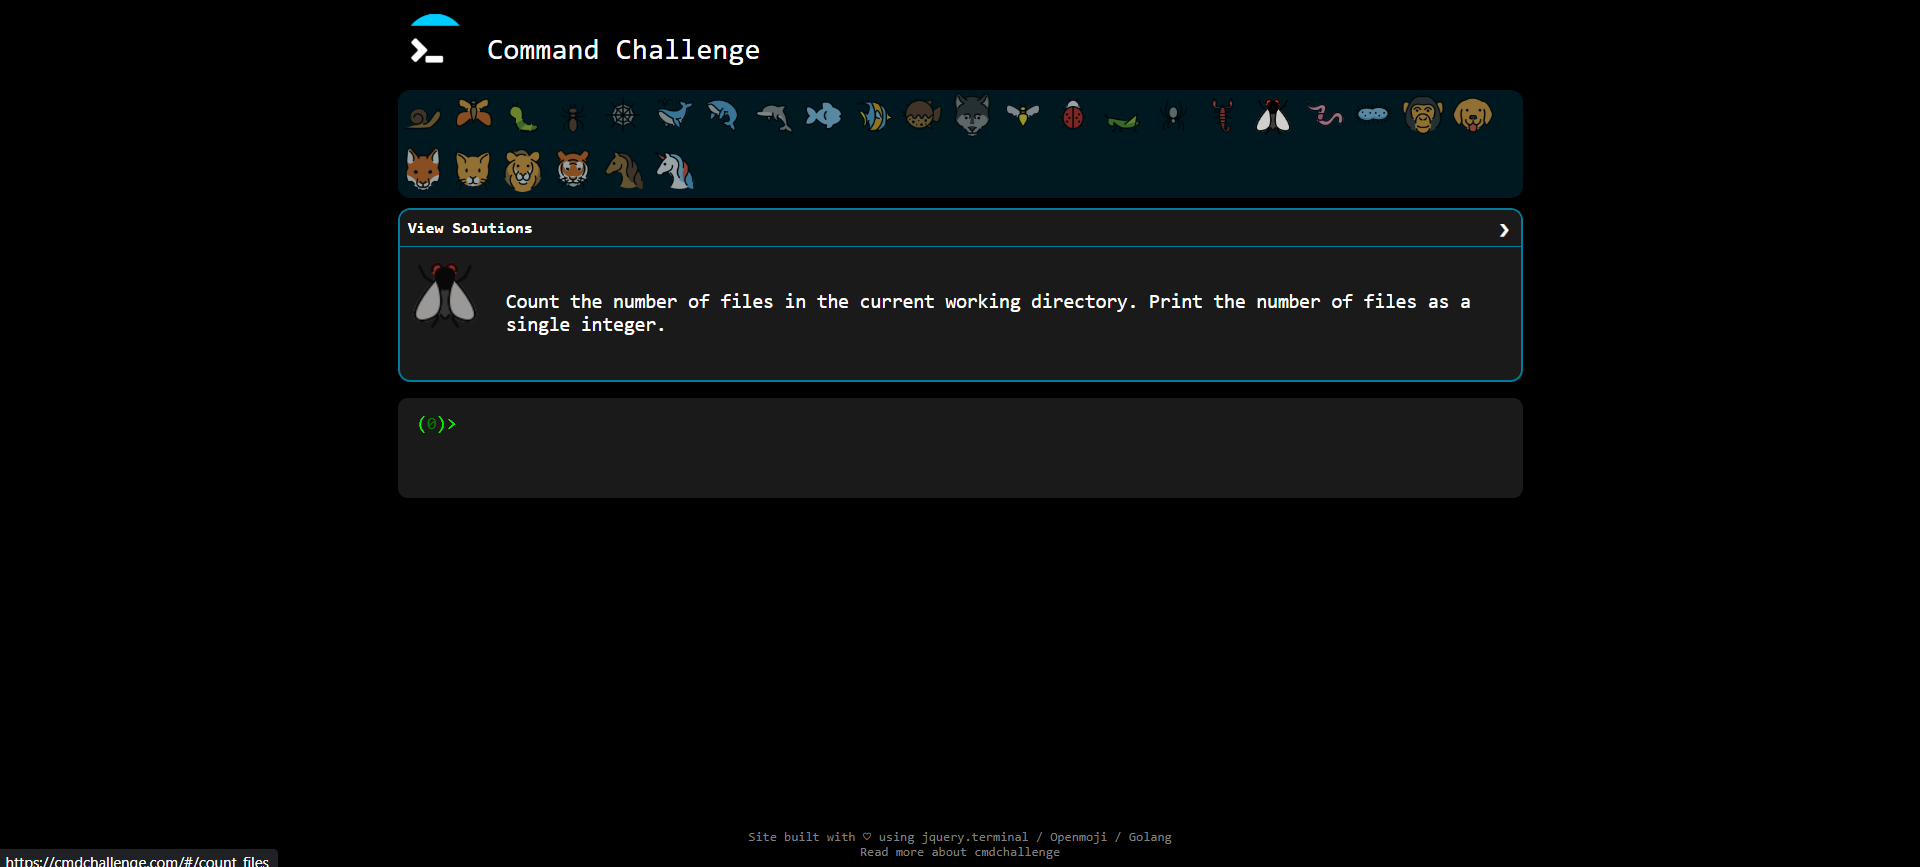 Command Challenge
View Solutions
Count the number of files in the current working directory. Print the number of files as a
single integer.
(0)>
Site built with ♡ using jquery.terminal / Openmoji / Golang
Read more about cmdchallenge
https://cmdchallenge.com/#/count_files